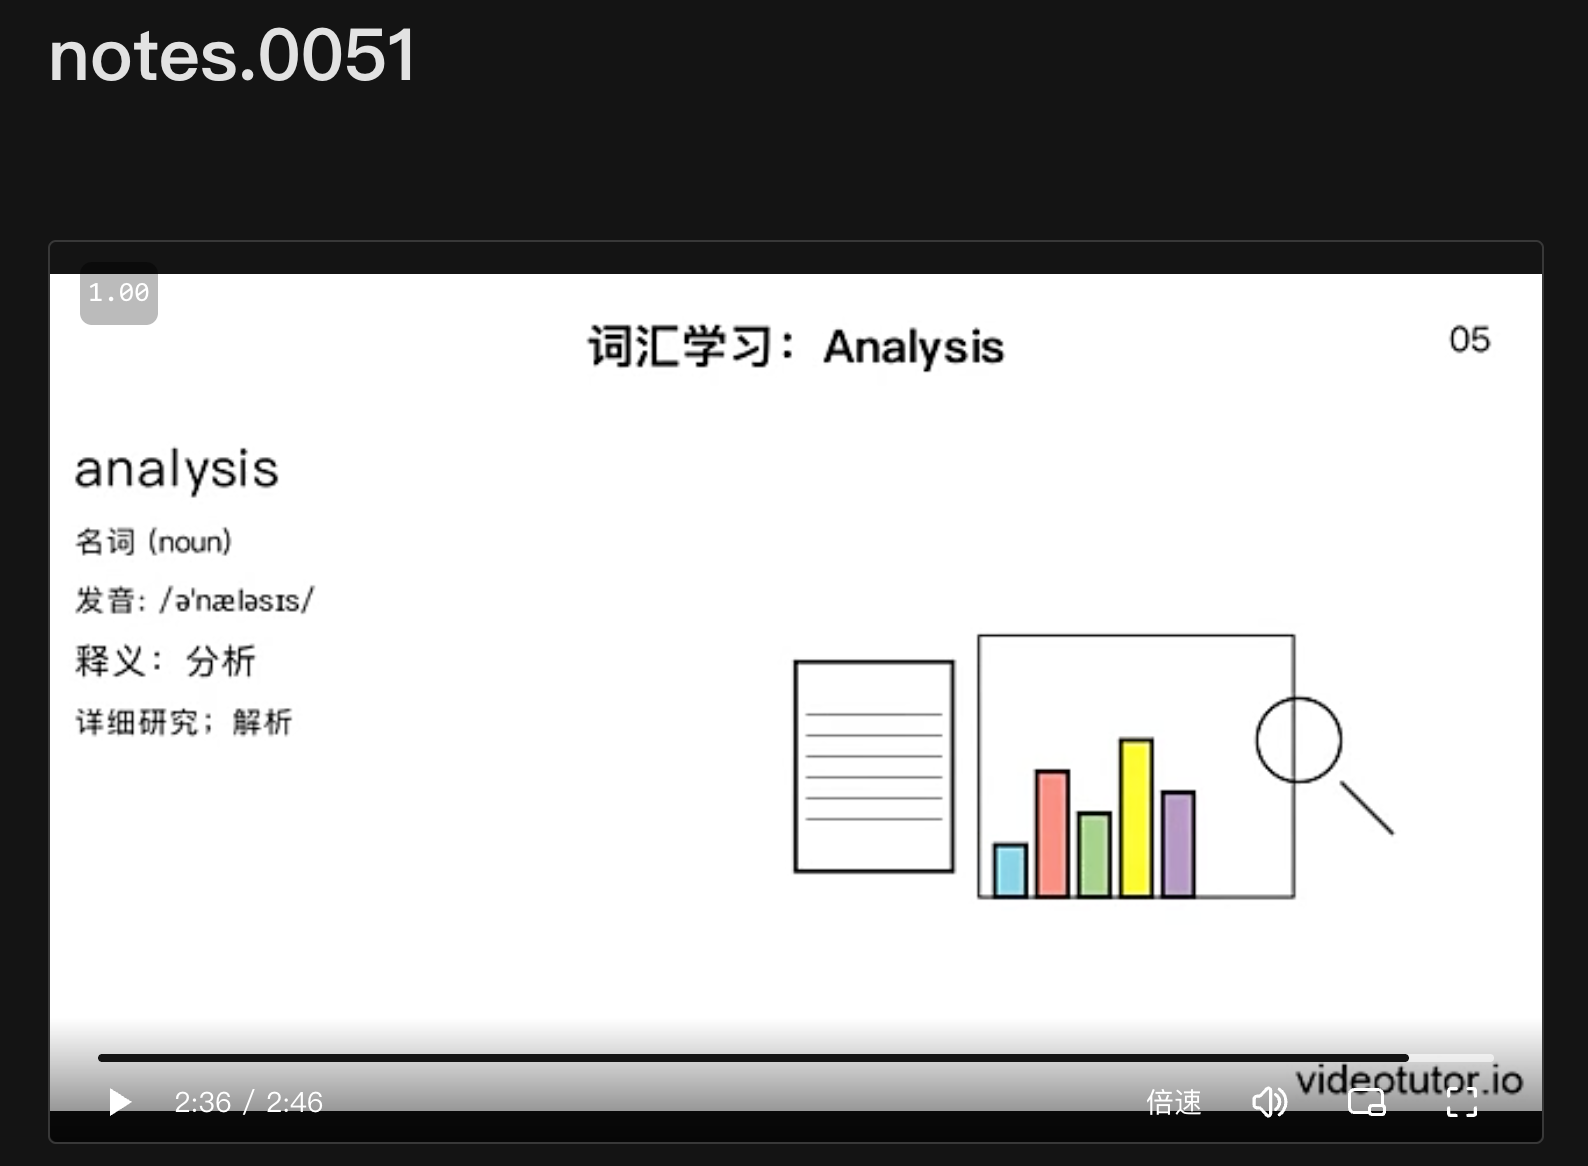 notes.0051
1.00
词汇学习：Analysis
05
analysis
名词 (noun)
发音: /ə'næləsɪs/
释义：分析
详细研究；解析
videotutor.io
2:36 / 2:46
倍速